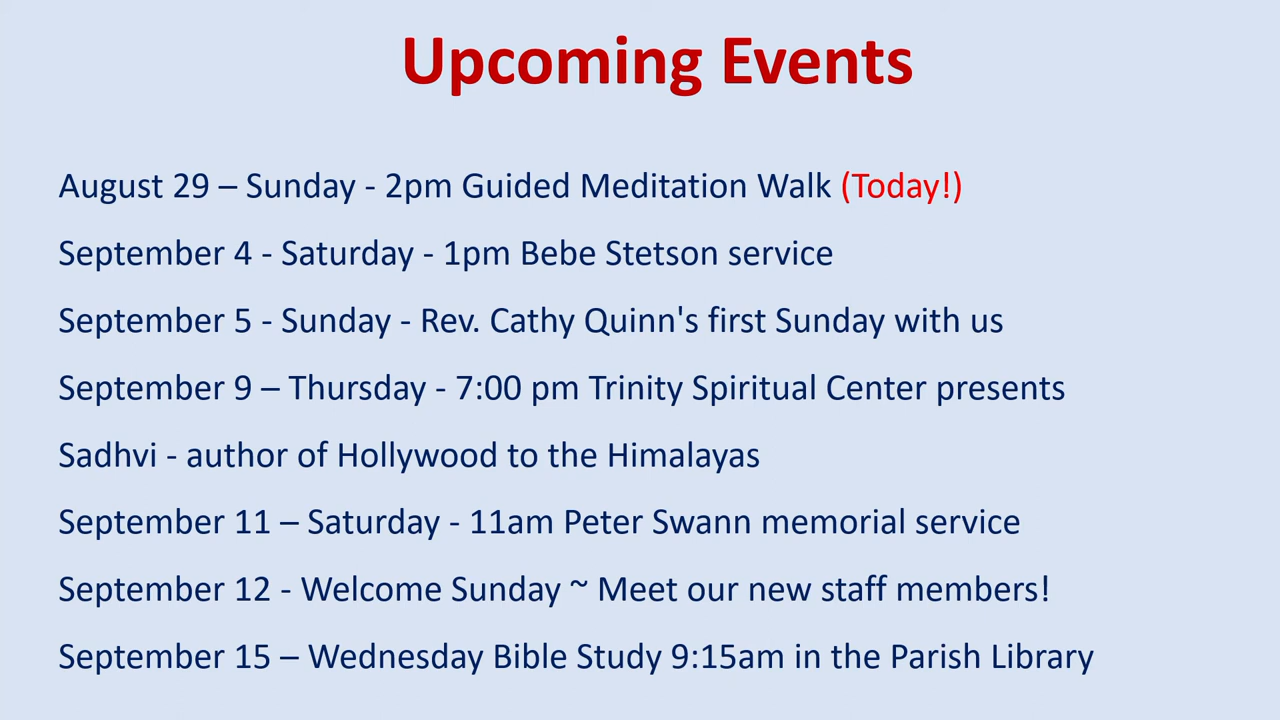 Upcoming Events
August 29 – Sunday - 2pm Guided Meditation Walk (Today!)
September 4 - Saturday - 1pm Bebe Stetson service
September 5 - Sunday - Rev. Cathy Quinn's first Sunday with us
September 9 – Thursday - 7:00 pm Trinity Spiritual Center presents
Sadhvi - author of Hollywood to the Himalayas
September 11 – Saturday - 11am Peter Swann memorial service
September 12 - Welcome Sunday ~ Meet our new staff members!
September 15 – Wednesday Bible Study 9:15am in the Parish Library